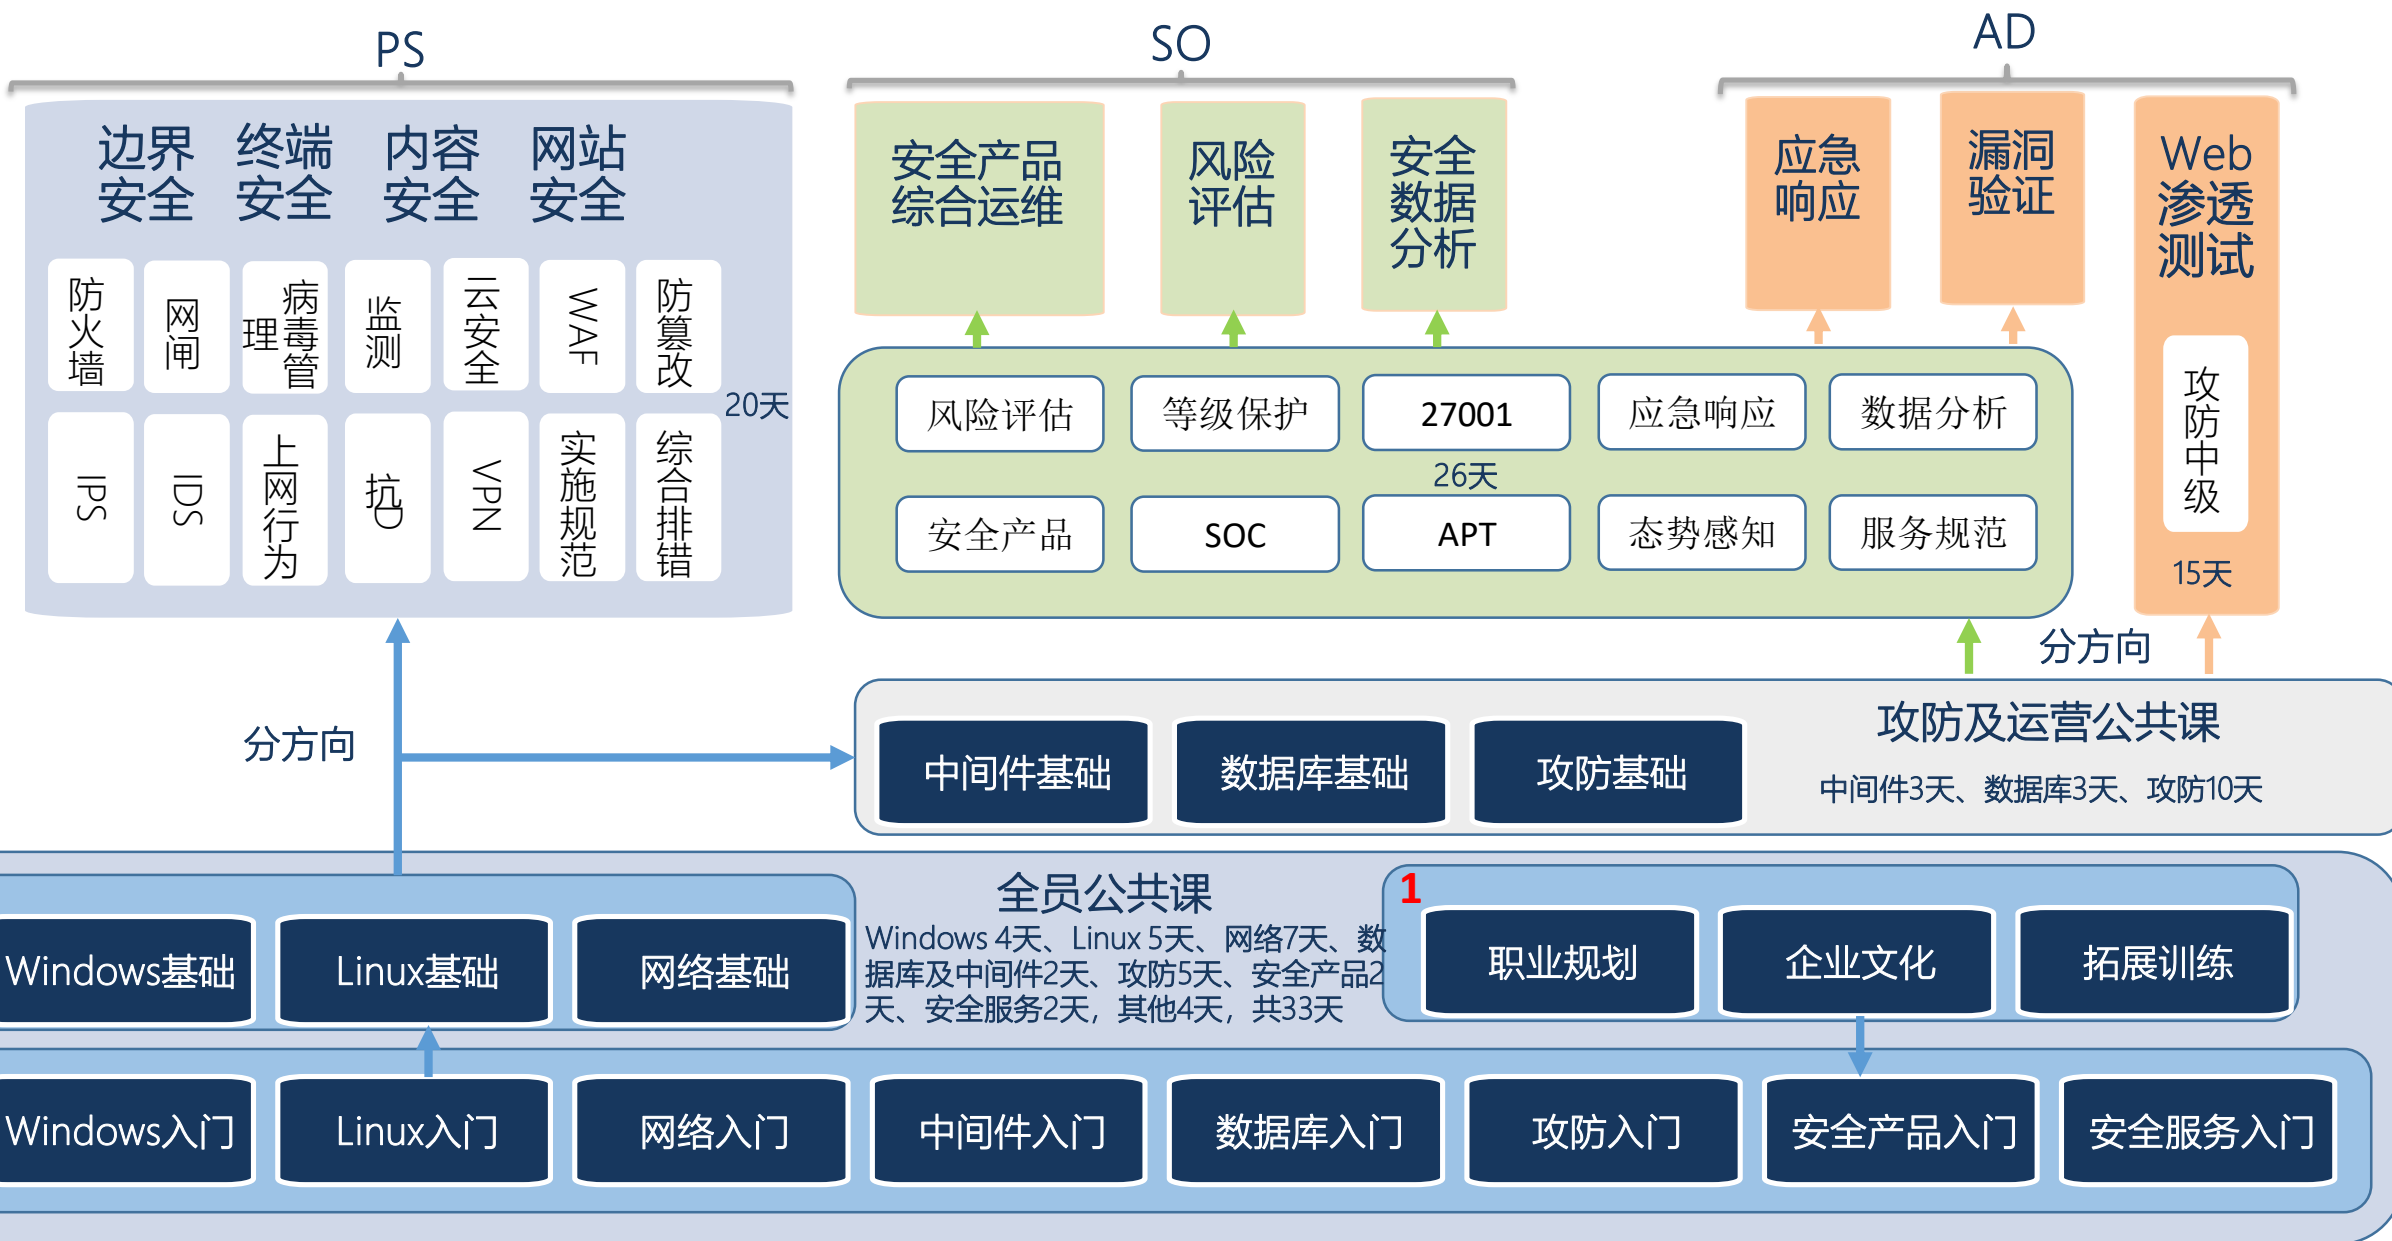 PS
SO
AD
边界
安全
终端
安全
内容
安全
网站
安全
防火墙
网闸
病毒管
理
监测
云安全
WAF
防篡改
20天
IPS
IDS
上网行为
抗D
VPN
实施规范
综合排错
安全产品
综合运维
风险
评估
安全
数据
分析
应急
响应
漏洞
验证
Web
渗透
测试
攻防中级
15天
风险评估
等级保护
27001
应急响应
数据分析
26天
安全产品
SOC
APT
态势感知
服务规范
分方向
分方向
中间件基础
数据库基础
攻防基础
攻防及运营公共课
中间件3天、数据库3天、攻防10天
全员公共课
Windows 4天、Linux 5天、网络7天、数
据库及中间件2天、攻防5天、安全产品2
天、安全服务2天，其他4天，共33天
Windows基础
Linux基础
网络基础
1
职业规划
企业文化
拓展训练
Windows入门
Linux入门
网络入门
中间件入门
数据库入门
攻防入门
安全产品入门
安全服务入门